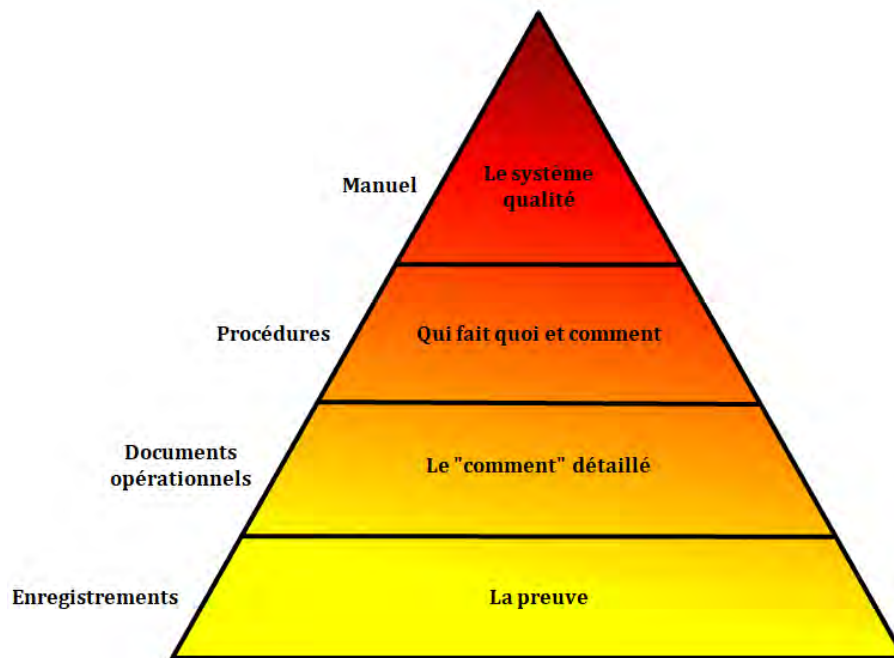 Manuel
Le système
qualité
Procédures
Qui fait quoi et comment
Documents
opérationnels
Le "comment" détaillé
Enregistrements
La preuve